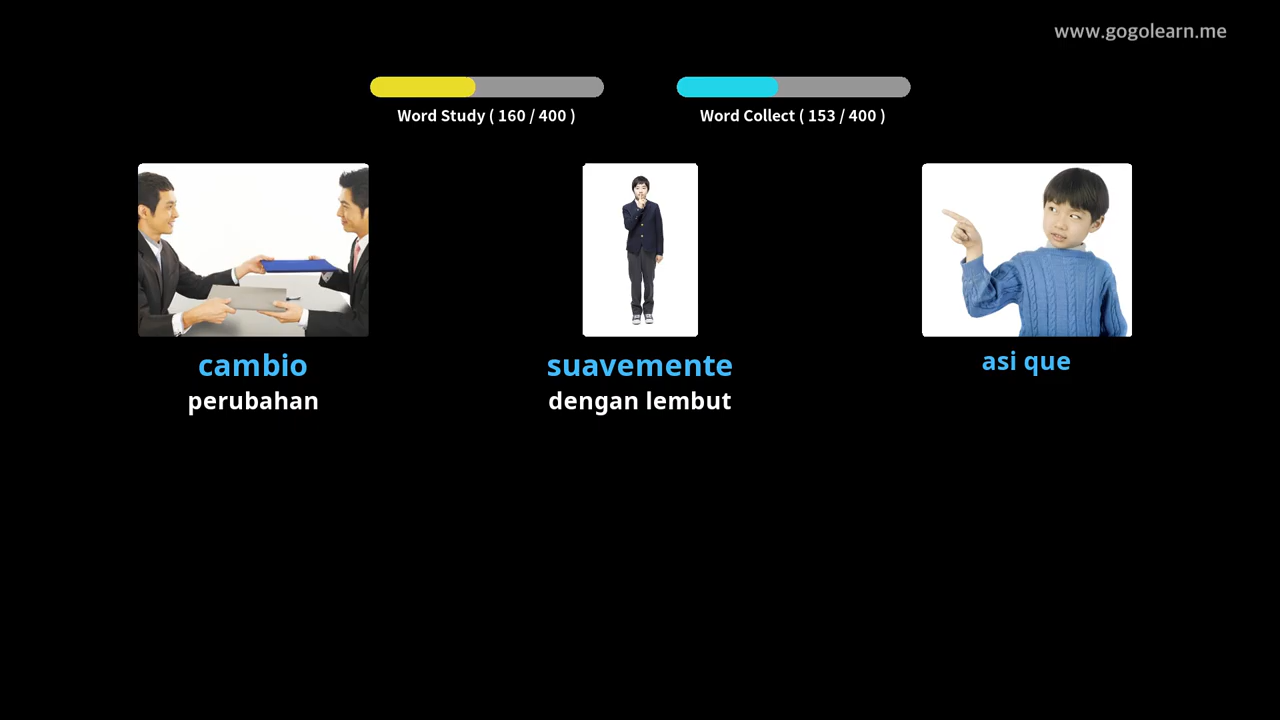 www.gogolearn.me
Word Study ( 160 / 400 )
Word Collect ( 153 / 400 )
cambio
perubahan
suavemente
dengan lembut
asi que